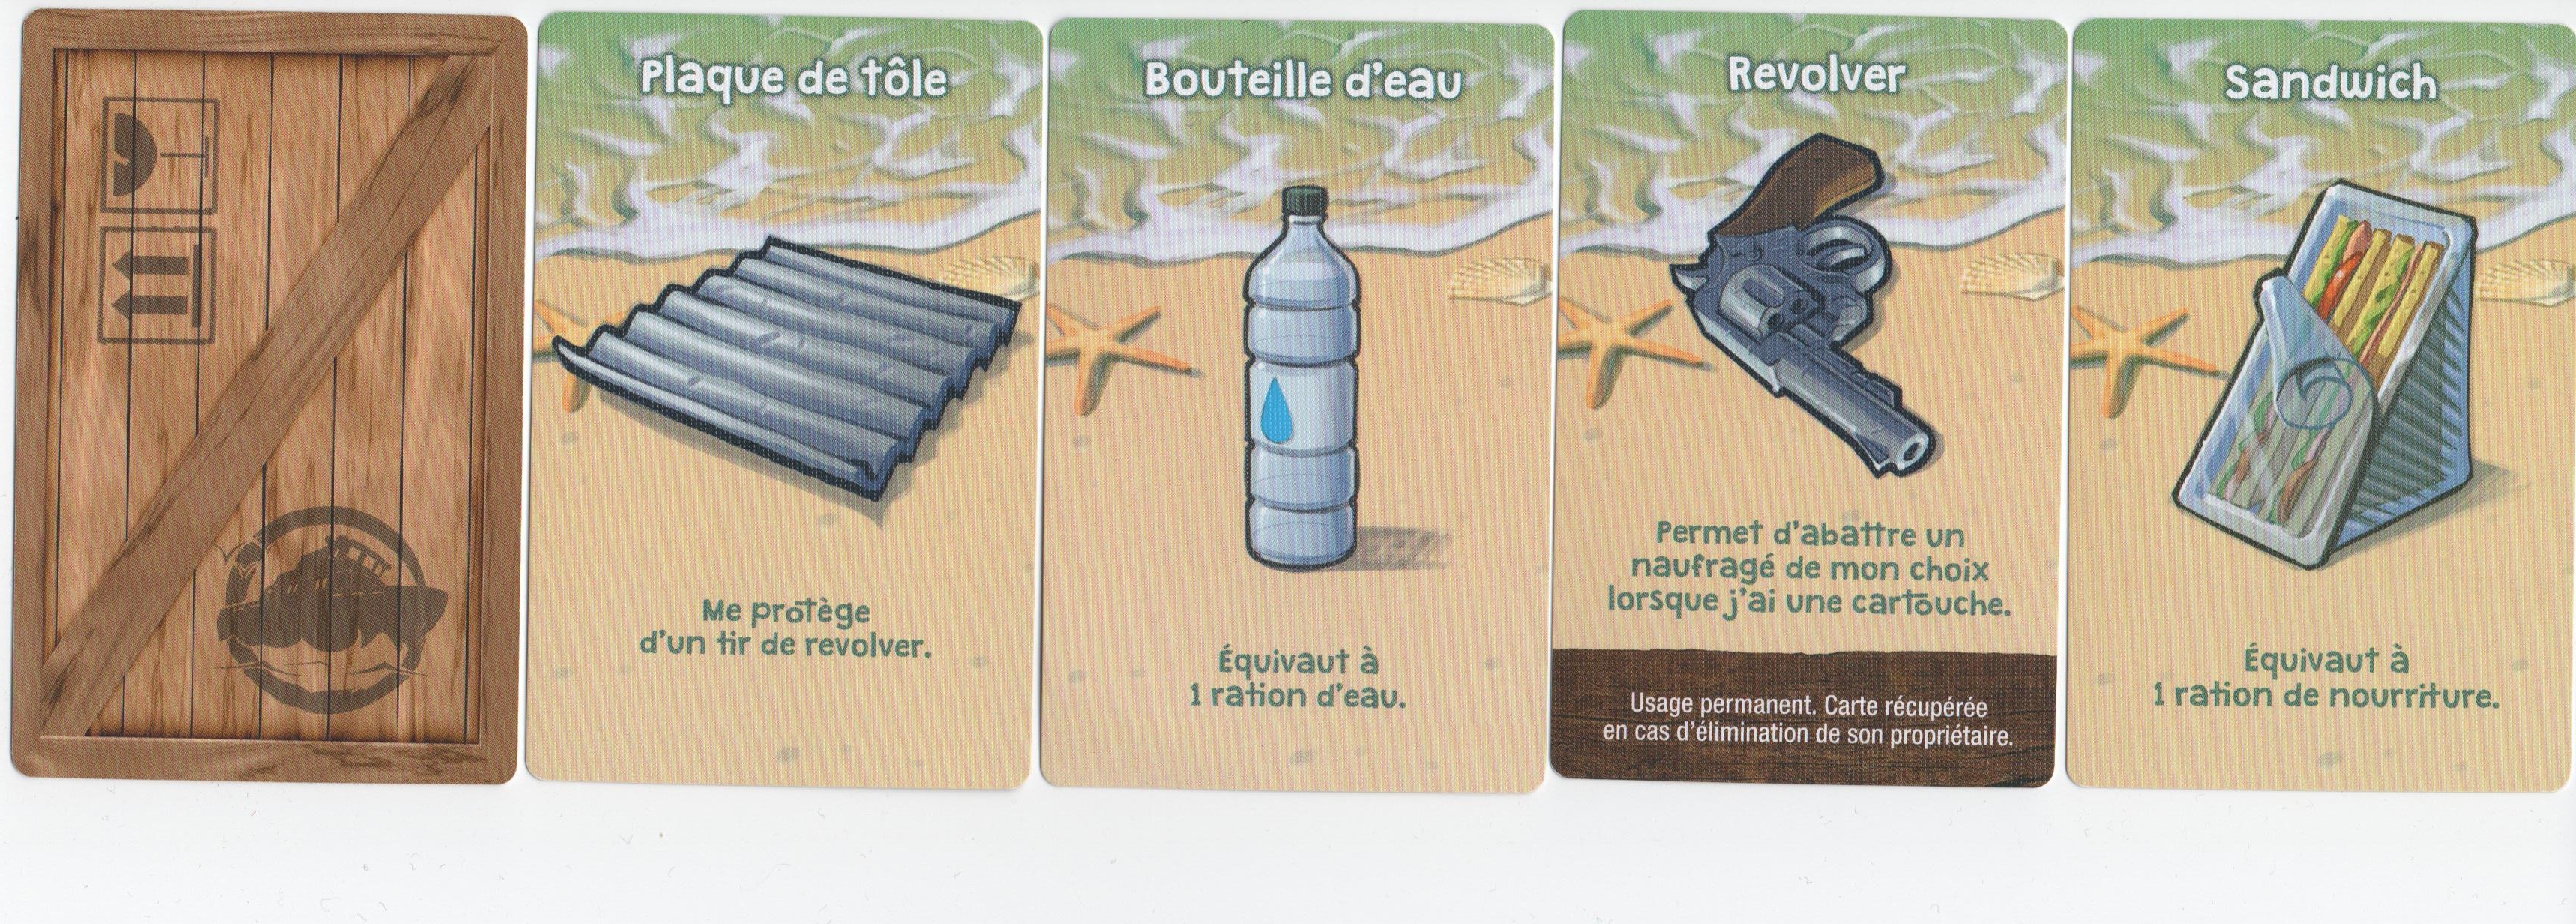 Plaque de tôle
Me protège
d'un tir de revolver.
Bouteille d'eau
Équivaut à
1 ration d'eau.
Revolver
Permet d'abattre un
naufragé de mon choix
lorsque j'ai une cartouche.
Usage permanent. Carte récupérée
en cas d'élimination de son propriétaire.
Sandwich
Équivaut à
1 ration de nourriture.